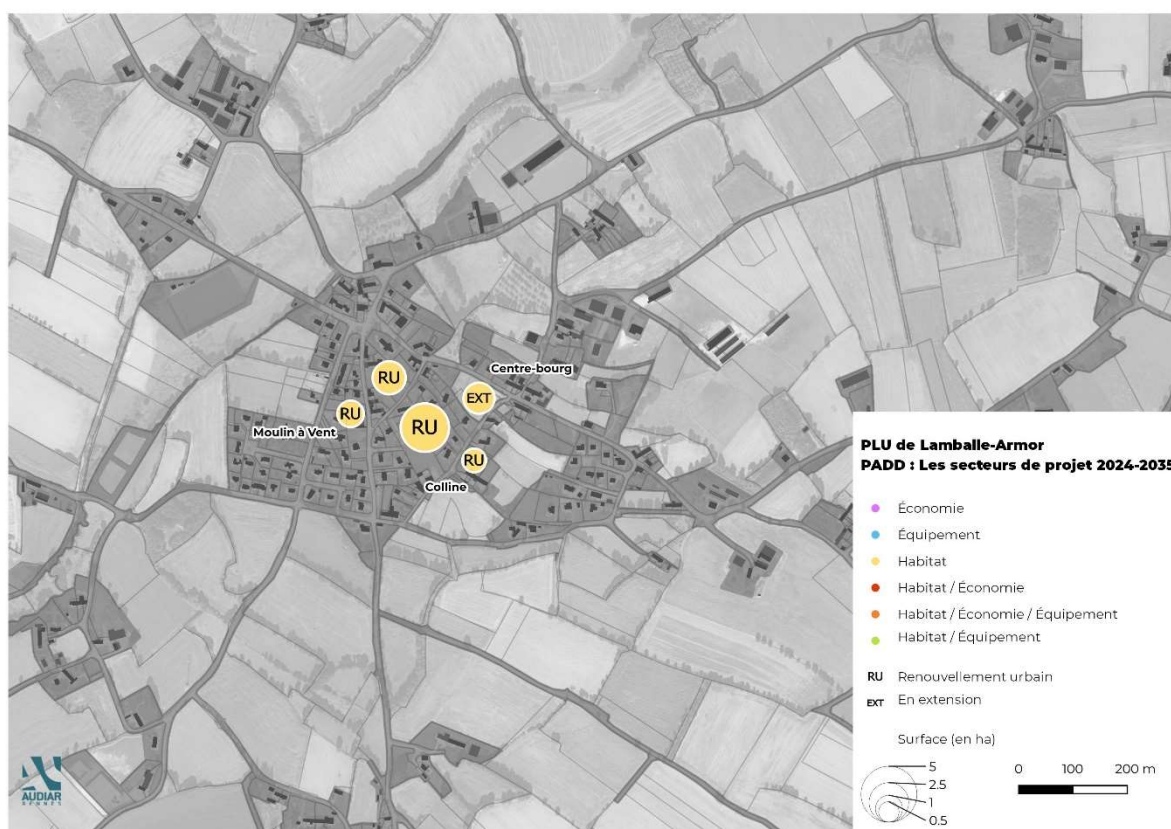 Centre-bourg
RU
EXT
RU
RU
Moulin à Vent
RU
Colline
PLU de Lamballe-Armor
PADD : Les secteurs de projet 2024-2035
Économie
Équipement
Habitat
Habitat / Économie
Habitat / Économie / Équipement
Habitat / Équipement
RU Renouvellement urbain
EXT En extension
Surface (en ha)
5
2.5
1
0.5
0 100 200 m
AUDIAR
RENNES